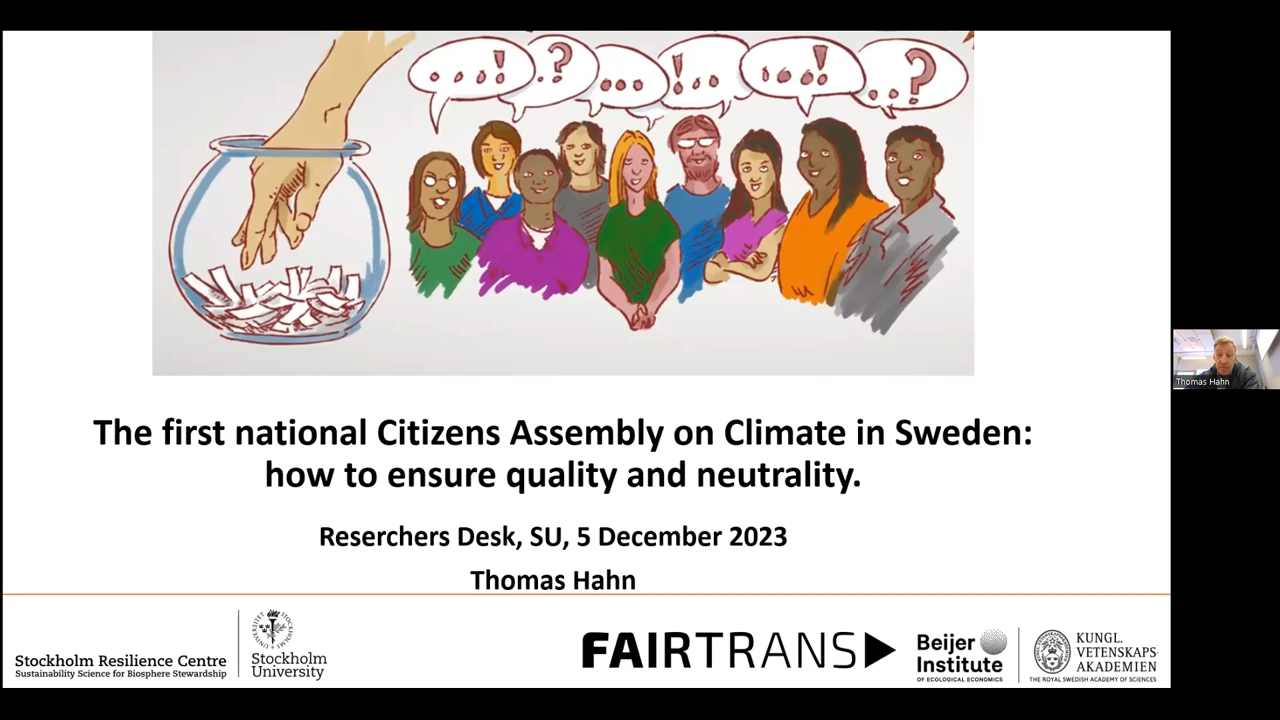 ....!
.?
...
!...
...!
..?
The first national Citizens Assembly on Climate in Sweden:
how to ensure quality and neutrality.
Reserchers Desk, SU, 5 December 2023
Thomas Hahn
Thomas Hahn
Stockholm Resilience Centre
Sustainability Science for Biosphere Stewardship
Stockholm
University
FAIRTRANS
Beijer
Institute
OF ECOLOGICAL ECONOMICS
KUNGL.
VETENSKAPS-
AKADEMIEN
THE ROYAL SWEDISH ACADEMY OF SCIENCES